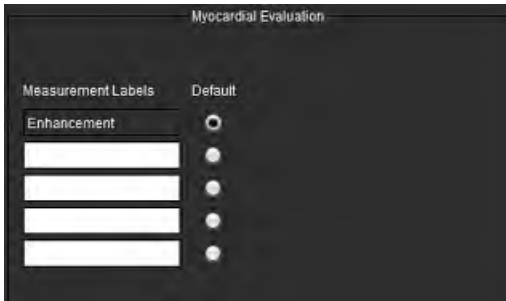 Myocardial Evaluation
Measurement Labels Default
Enhancement